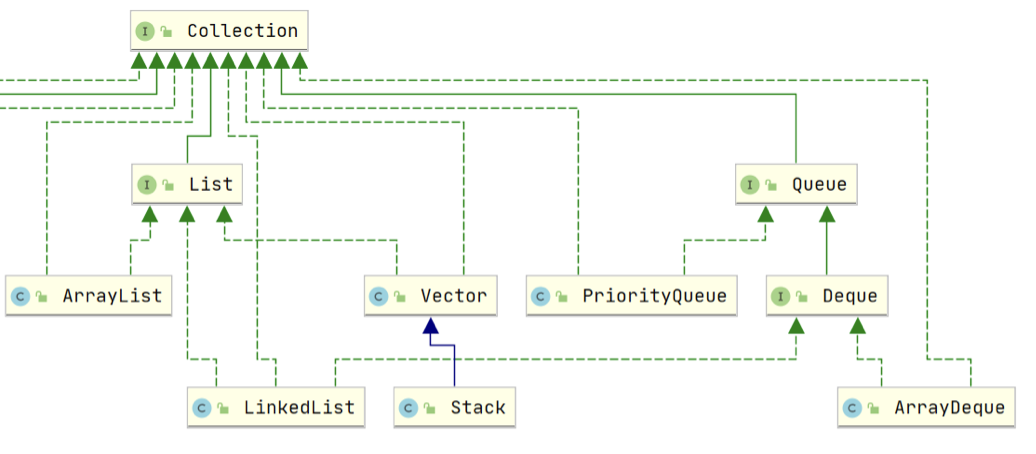 I Collection
I List
I Queue
C ArrayList
C Vector
C PriorityQueue
I Deque
C LinkedList
C Stack
C ArrayDeque